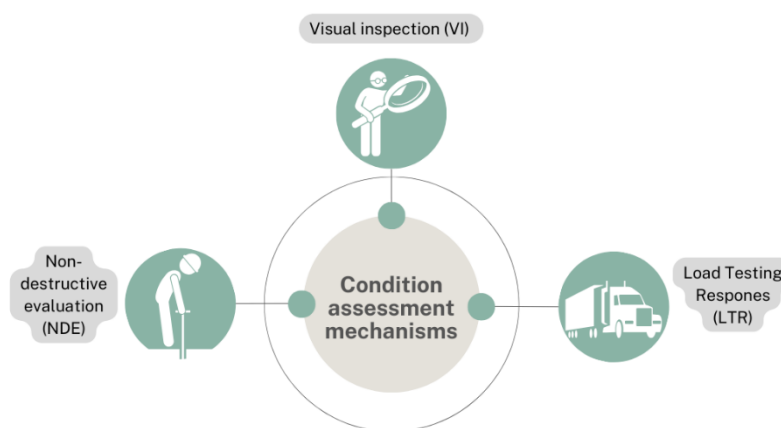 Visual inspection (VI)
Non-
destructive
evaluation
(NDE)
Condition
assessment
mechanisms
Load Testing
Respones
(LTR)